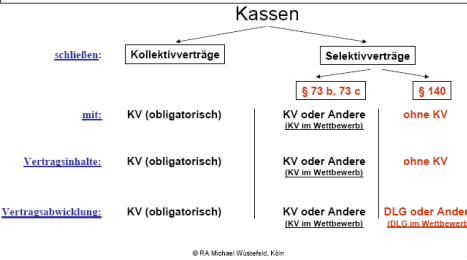 Kassen
schließen: Kollektivverträge Selektivverträge
§ 73 b, 73 c § 140
mit: KV (obligatorisch) KV oder Andere ohne KV
(KV im Wettbewerb)
Vertragsinhalte: KV (obligatorisch) KV oder Andere ohne KV
(KV im Wettbewerb)
Vertragsabwicklung: KV (obligatorisch) KV oder Andere DLG oder Ander
(KV im Wettbewerb) (DLG im Wettbewerb
© RA Michael Wüstefeld, Köln